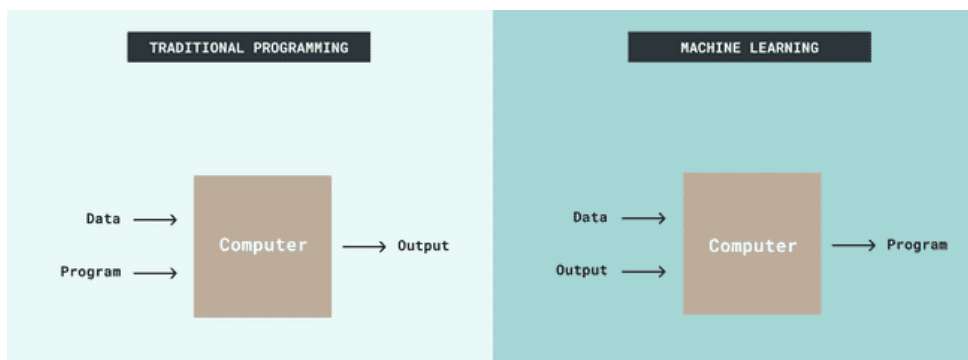 TRADITIONAL PROGRAMMING
Data
Program
Computer
Output
MACHINE LEARNING
Data
Output
Computer
Program